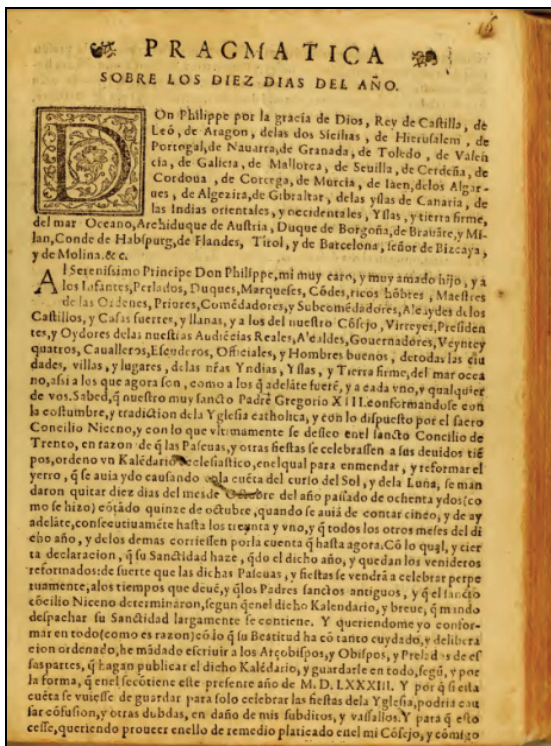 16
PRAGMATICA
SOBRE LOS DIEZ DIAS DEL AÑO.
DOn Philippe por la gracia de Dios, Rey de Castilla, de
Leõ, de Aragon, delas dos Sicilias, de Hierusalem, de
Portogal, de Nauarra, de Granada, de Toledo, de Valen
cia, de Galicia, de Mallorca, de Seuilla, de Cerdeña, de
Cordoua, de Corcega, de Murcia, de Iaen, delos Algar-
ues, de Algezira, de Gibraltar, delas yslas de Canaria, de
las Indias orientales, y occidentales, Yslas, y tierra firme,
del mar Oceano, Archiduque de Austria, Duque de Borgoña, de Brauãte, y Mi-
lan, Conde de Habspurg, de Flandes, Tirol, y de Barcelona, señor de Bizcaya,
y de Molina. &c.
Al Serenissimo Principe Don Philippe, mi muy caro, y muy amado hijo, y a
los Infantes, Perlados, Duques, Marqueses, Cõdes, ricos hõbres, Maestres
de las Ordenes, Priores, Comẽdadores, y Subcomẽdadores, Alcaydes delos
Castillos, y Casas fuertes, y llanas, y a los del nuestro Cõsejo, Virreyes, Presiden
tes, y Oydores delas nuestras Audiẽcias Reales, Alcaldes, Gouernadores, Veyntey
quatros, Caualleros, Escuderos, Officiales, y Hombres buenos, de todas las ciu
dades, villas, y lugares, delas nras Yndias, Yslas, y Tierra firme, del mar ocea
no, assi a los que agora son, como a los q̃ adelãte fuerẽ, y a cada vno, y qualquier
de vos. Sabed, q̃ nuestro muy sancto Padre Gregorio XIII. conformandose con
la costumbre, y tradiction dela Yglesia catholica, y con lo dispuesto por el sacro
Concilio Niceno, y con lo que vltimamente se desseo enel sancto Concilio de
Trento, en razon de q̃ las Pascuas, y otras fiestas se celebrassen a sus deuidos tiẽ
pos, ordeno vn Kalẽdario ecclesiastico, enel qual para enmendar, y reformar el
yerro, q̃ se auia ydo causando cõla cuẽta del curso del Sol, y dela Luna, se man
daron quitar diez dias del mes de Octubre del año passado de ochenta y dos (co
mo se hizo) cõtãdo quinze de octubre, quando se auiã de contar cinco, y de ay
adelãte, consecutiuamẽte hasta los treynta y vno, y q̃ todos los otros meses del di
cho año, y delos demas corriessen por la cuenta q̃ hasta agora. Cõ lo qual, y cier
ta declaracion, q̃ su Sanctidad haze, q̃do el dicho año, y quedan los venideros
reformados: de suerte que las dichas Pascuas, y fiestas se vendrã a celebrar perpe
tuamente, alos tiempos que deuẽ, y q̃los Padres sanctos antiguos, y q̃ el sancto
cõcilio Niceno determinaron, segun q̃enel dicho Kalendario, y breue, q̃ mando
despachar su Sanctidad largamente se contiene. Y queriendome yo confor-
mar en todo (como es razon) cõ lo q̃ su Beatitud ha cõ tanto cuydado, y delibera
cion ordenado, he mãdado escriuir a los Arçobispos, y Obispos, y Prelados de es
sas partes, q̃ hagan publicar el dicho Kalẽdario, y guardarle en todo, segũ, y por
la forma, q̃ enel se cõtiene este presente año de M. D. LXXXIII. Y por q̃ si esta
cuẽta se vuiesse de guardar para solo celebrar las fiestas dela Yglesia, podria cau
sar cõfusion, y otras dubdas, en daño de mis subditos, y vassallos. Y para q̃ esto
cesse, queriendo proueer enello de remedio platicado enel mi Cõsejo, y cõmigo